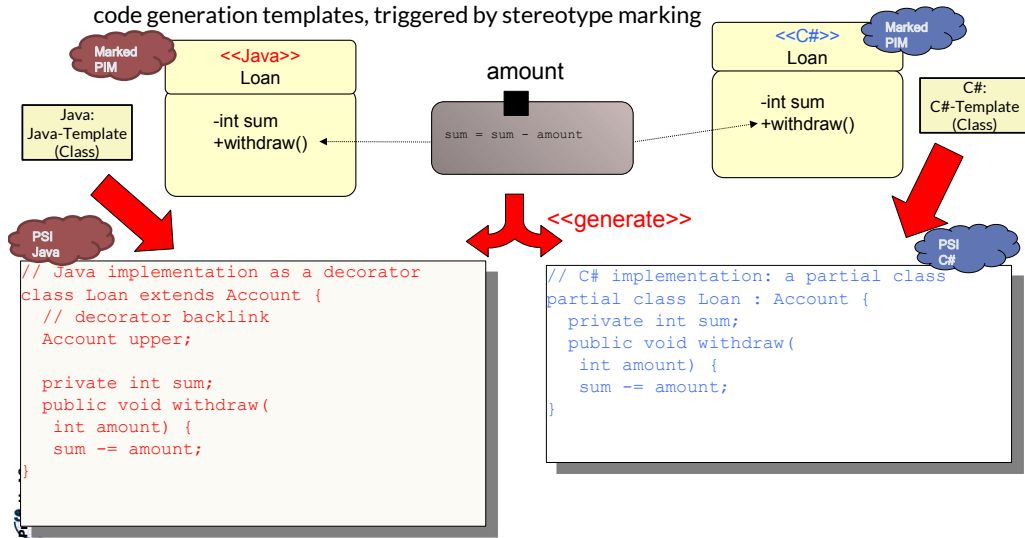 code generation templates, triggered by stereotype marking
Marked
PIM
<<Java>>
Loan
-int sum
+withdraw()
Java:
Java-Template
(Class)
amount
sum = sum - amount
<<C#>>
Loan
-int sum
+withdraw()
Marked
PIM
C#:
C#-Template
(Class)
<<generate>>
PSI
Java
// Java implementation as a decorator
class Loan extends Account {
// decorator backlink
Account upper;
private int sum;
public void withdraw(
int amount) {
sum -= amount;
}
PSI
C#
// C# implementation: a partial class
partial class Loan : Account {
private int sum;
public void withdraw(
int amount) {
sum -= amount;
}